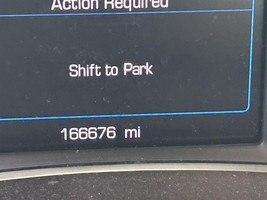 Action Required
Shift to Park
166676 mi